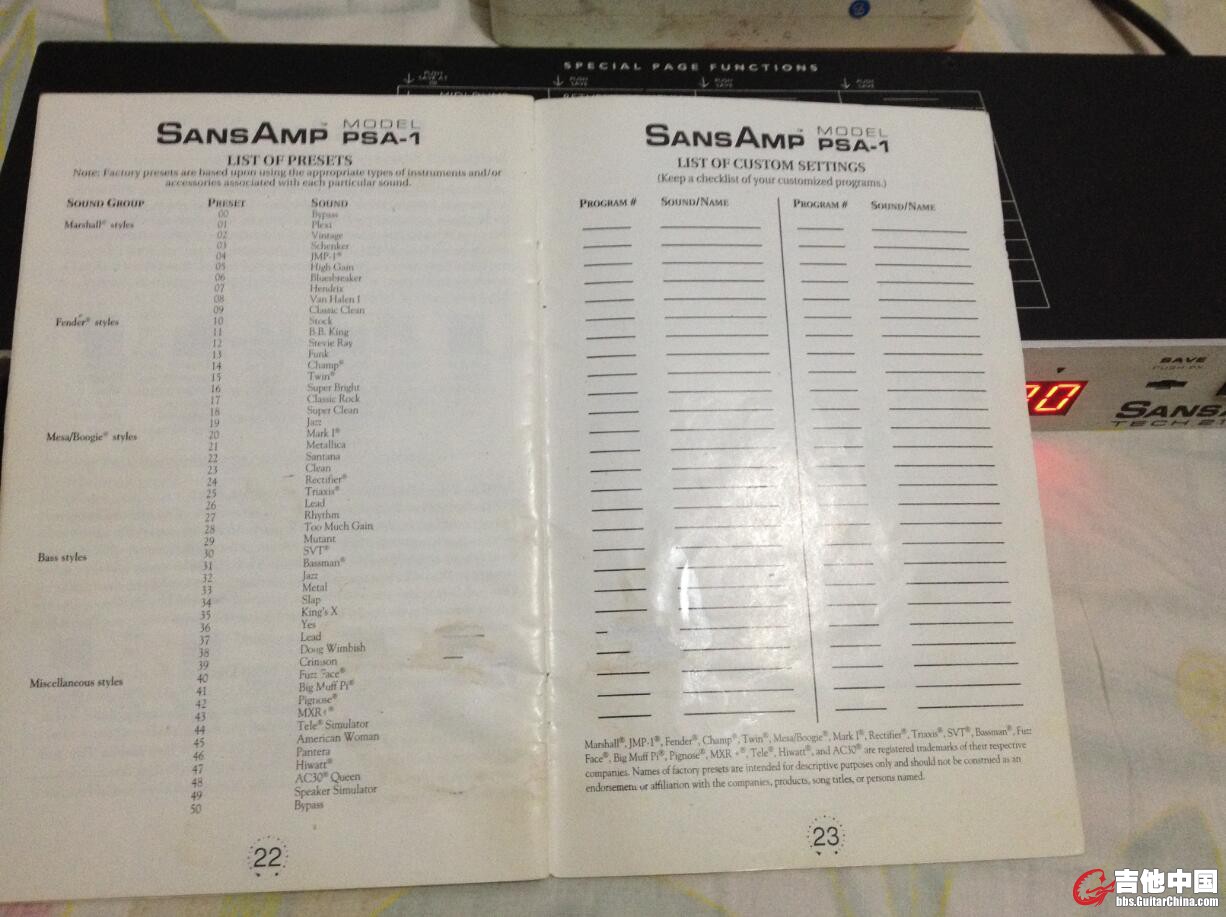 SPECIAL PAGE FUNCTIONS
SANSAMP™ MODEL PSA-1
LIST OF PRESETS
Note: Factory presets are based upon using the appropriate types of instruments and/or
accessories associated with each particular sound.
SOUND GROUP PRESET SOUND
00 Bypass
Marshall® styles 01 Plexi
02 Vintage
03 Schenker
04 JMP-1®
05 High Gain
06 Bluesbreaker
07 Hendrix
08 Van Halen I
09 Classic Clean
Fender® styles 10 Stock
11 B.B. King
12 Stevie Ray
13 Funk
14 Champ®
15 Twin®
16 Super Bright
17 Classic Rock
18 Super Clean
19 Jazz
Mesa/Boogie® styles 20 Mark I®
21 Metallica
22 Santana
23 Clean
24 Rectifier®
25 Triaxis®
26 Lead
27 Rhythm
28 Too Much Gain
29 Mutant
Bass styles 30 SVT®
31 Bassman®
32 Jazz
33 Metal
34 Slap
35 King's X
36 Yes
37 Lead
38 Doug Wimbish
39 Crimson
Miscellaneous styles 40 Fuzz Face®
41 Big Muff Pi®
42 Pignose®
43 MXR +®
44 Tele® Simulator
45 American Woman
46 Pantera
47 Hiwatt®
48 AC30® Queen
49 Speaker Simulator
50 Bypass
22
SANSAMP™ MODEL PSA-1
LIST OF CUSTOM SETTINGS
(Keep a checklist of your customized programs.)
PROGRAM # SOUND/NAME PROGRAM # SOUND/NAME
Marshall®, JMP-1®, Fender®, Champ®, Twin®, Mesa/Boogie®, Mark I®, Rectifier®, Triaxis®, SVT®, Bassman®, Fuzz
Face®, Big Muff Pi®, Pignose®, MXR +®, Tele®, Hiwatt®, and AC30® are registered trademarks of their respective
companies. Names of factory presets are intended for descriptive purposes only and should not be construed as an
endorsement or affiliation with the companies, products, song titles, or persons named.
23
SAVE
TECH 21
吉他中国
bbs.GuitarChina.com